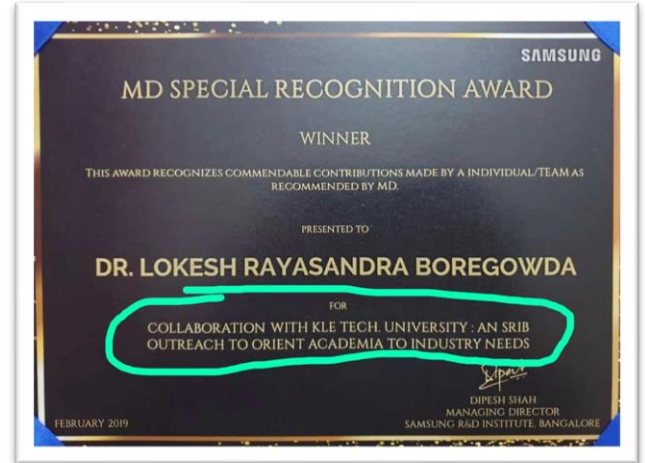 SAMSUNG
MD SPECIAL RECOGNITION AWARD
WINNER
THIS AWARD RECOGNIZES COMMENDABLE CONTRIBUTIONS MADE BY A INDIVIDUAL/TEAM AS
RECOMMENDED BY MD.
PRESENTED TO
DR. LOKESH RAYASANDRA BOREGOWDA
FOR
COLLABORATION WITH KLE TECH. UNIVERSITY : AN SRIB
OUTREACH TO ORIENT ACADEMIA TO INDUSTRY NEEDS
Dipesh
DIPESH SHAH
MANAGING DIRECTOR
FEBRUARY 2019
SAMSUNG R&D INSTITUTE, BANGALORE